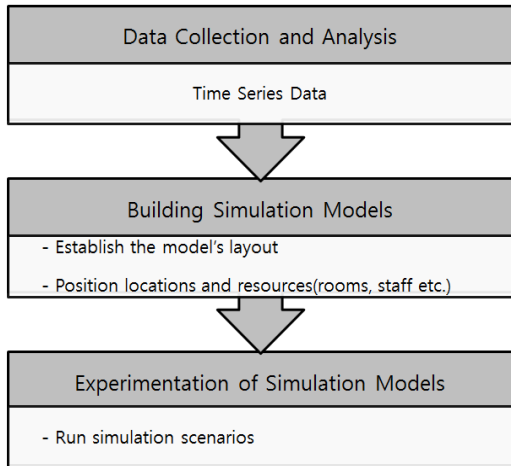 Data Collection and Analysis
Time Series Data
Building Simulation Models
- Establish the model's layout
- Position locations and resources(rooms, staff etc.)
Experimentation of Simulation Models
- Run simulation scenarios